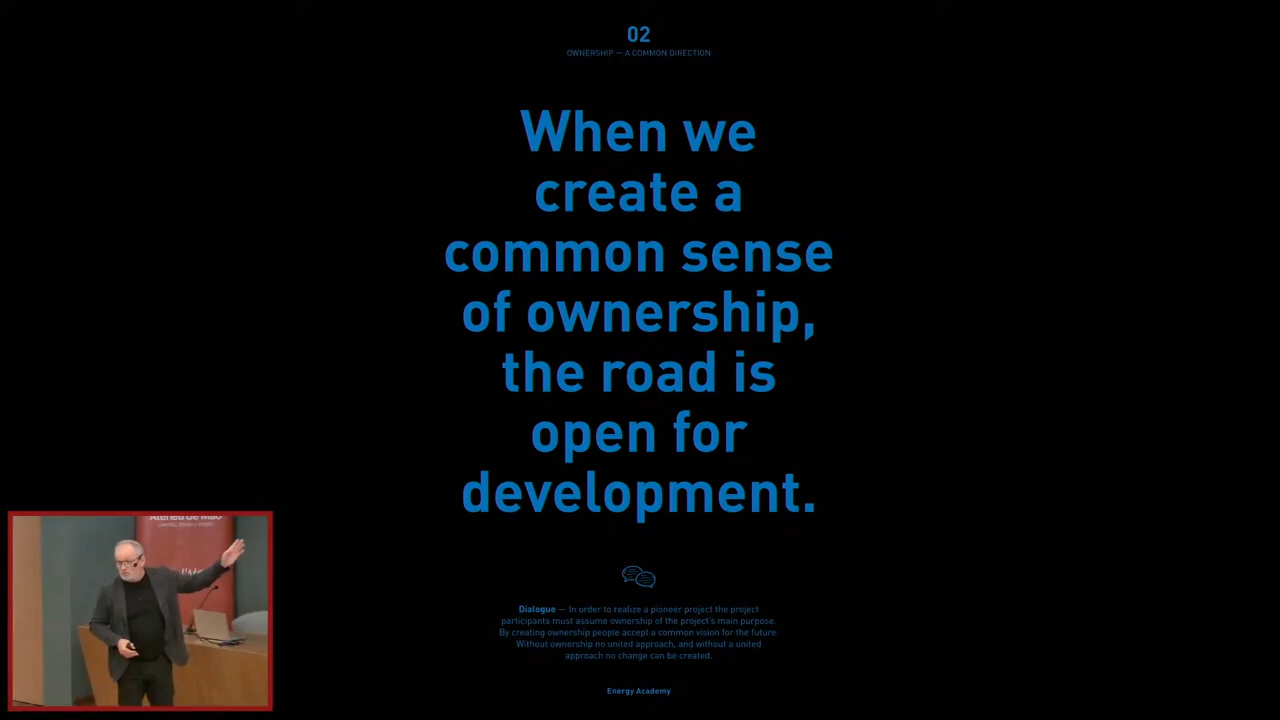 02
OWNERSHIP — A COMMON DIRECTION
When we
create a
common sense
of ownership,
the road is
open for
development.
Dialogue — In order to realize a pioneer project the project
participants must assume ownership of the project's main purpose.
By creating ownership people accept a common vision for the future.
Without ownership no united approach, and without a united
approach no change can be created.
Energy Academy
Ateneu de Maó